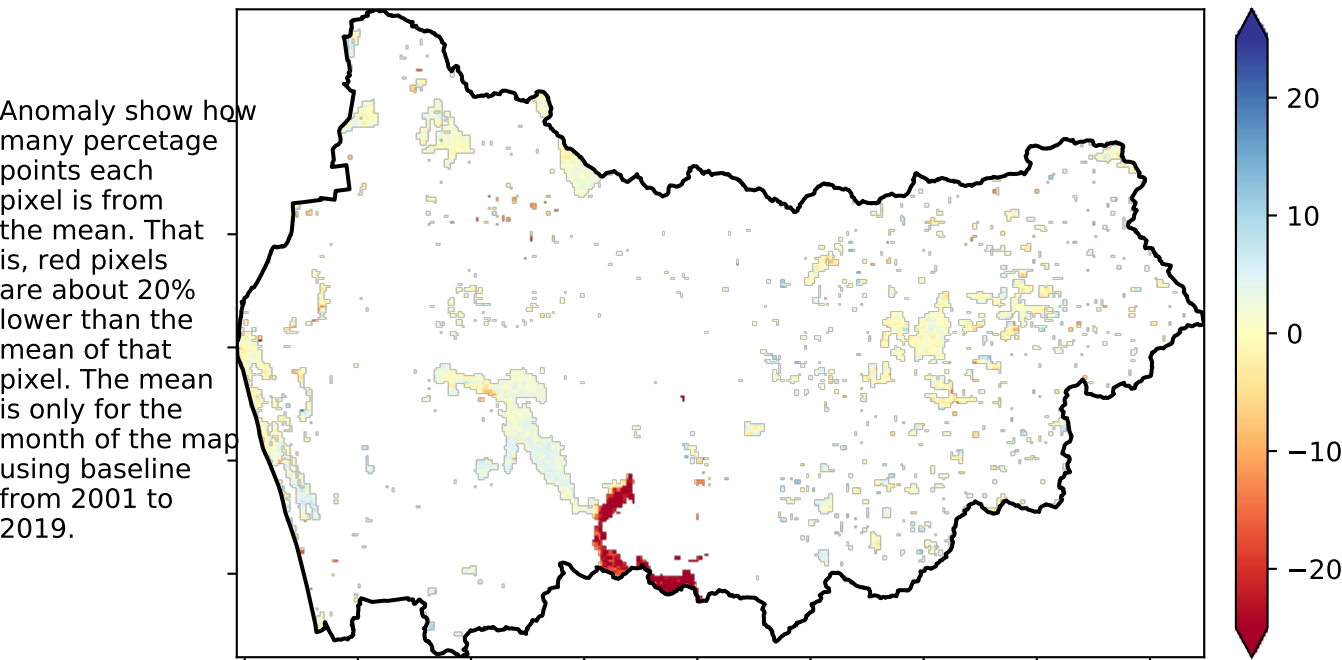 Anomaly show how
many percetage
points each
pixel is from
the mean. That
is, red pixels
are about 20%
lower than the
mean of that
pixel. The mean
is only for the
month of the map
using baseline
from 2001 to
2019.
20
10
0
−10
−20